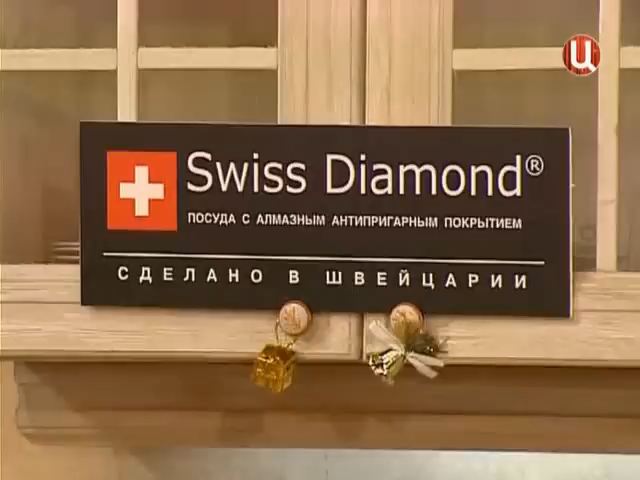 Ц
Swiss Diamond®
ПОСУДА С АЛМАЗНЫМ АНТИПРИГАРНЫМ ПОКРЫТИЕМ
СДЕЛАНО В ШВЕЙЦАРИИ